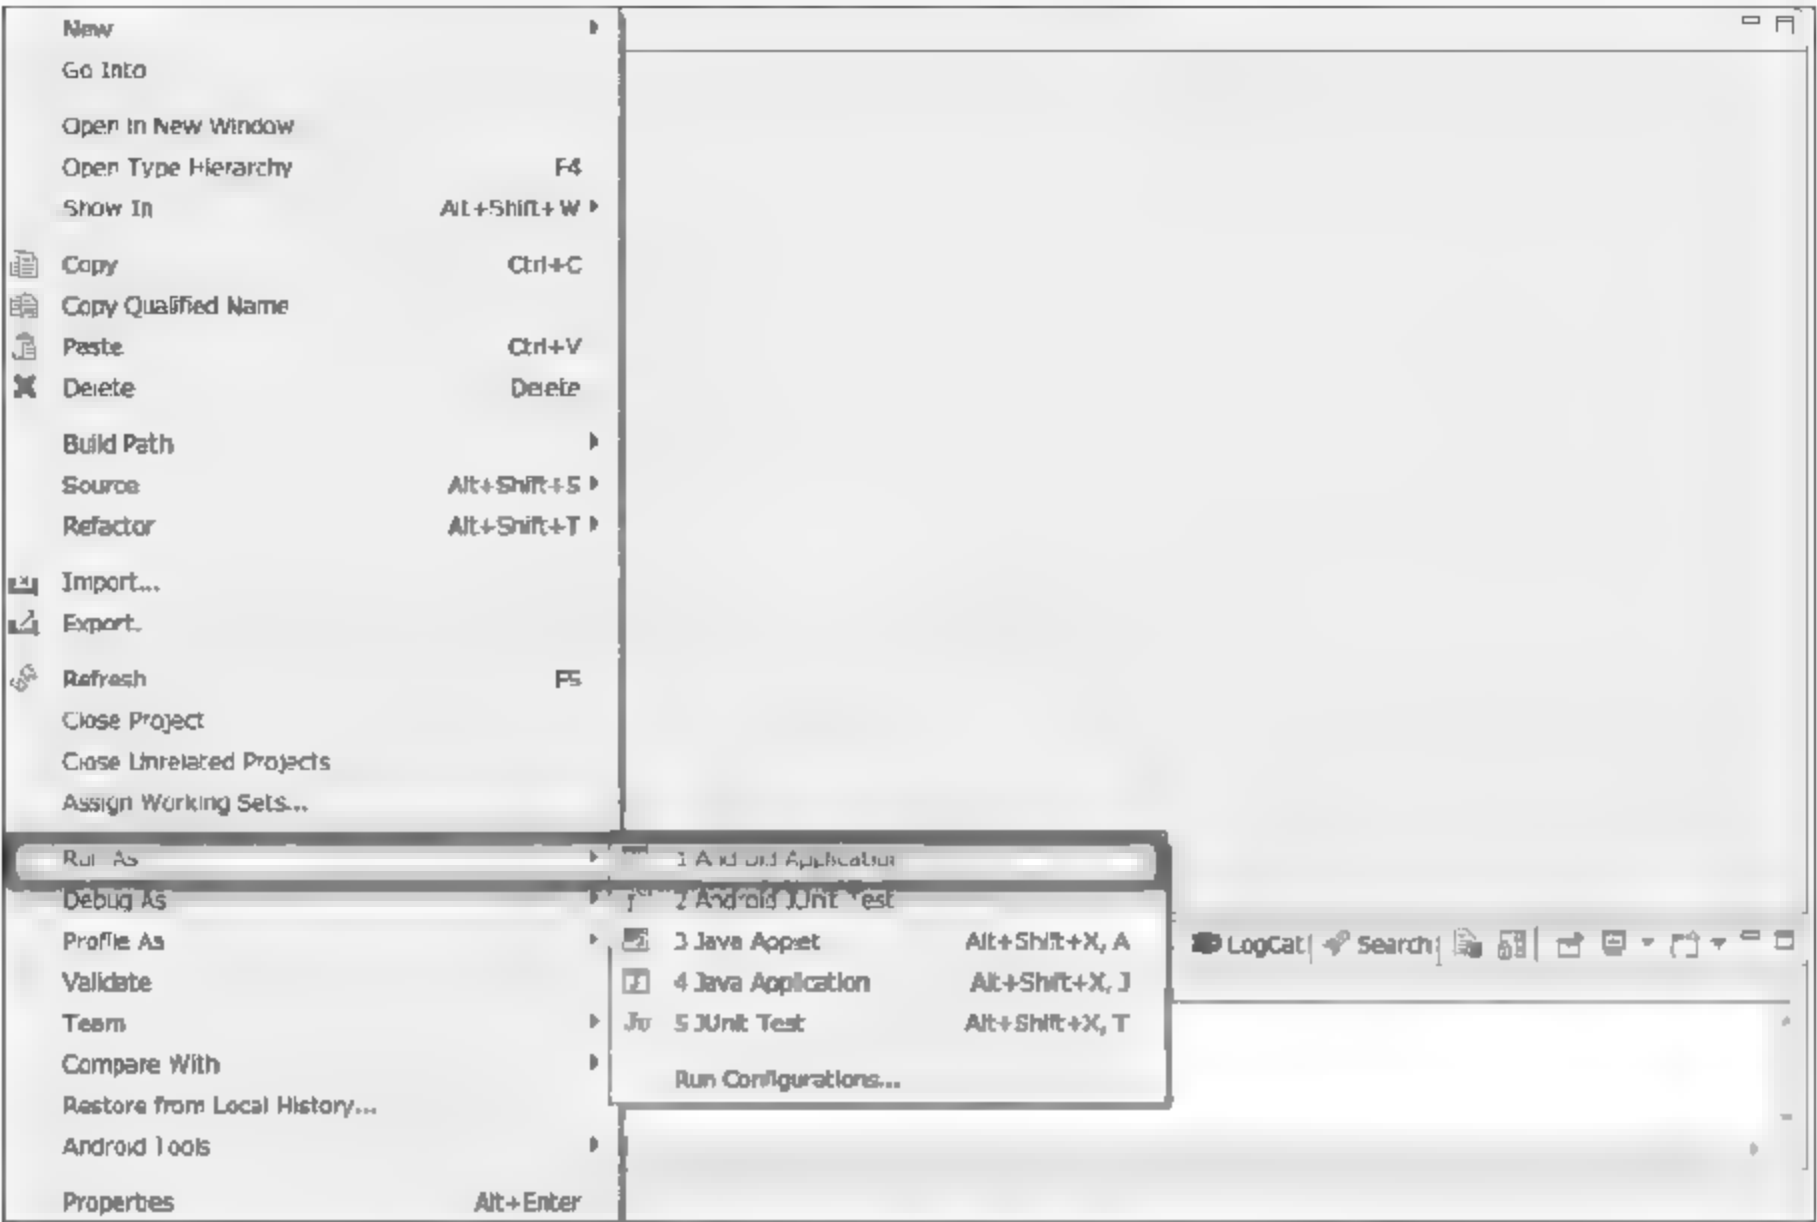 New
Go Into
Open in New Window
Open Type Hierarchy F4
Show In Alt+Shift+W
Copy Ctrl+C
Copy Qualified Name
Paste Ctrl+V
Delete Delete
Build Path
Source Alt+Shift+S
Refactor Alt+Shift+T
Import...
Export...
Refresh F5
Close Project
Close Unrelated Projects
Assign Working Sets...
Run As
1 Android Application
Debug As
2 Android JUnit Test
Profile As
3 Java Applet Alt+Shift+X, A
LogCat Search
Validate
4 Java Application Alt+Shift+X, J
Team
Ju 5 JUnit Test Alt+Shift+X, T
Compare With
Run Configurations...
Restore from Local History...
Android Tools
Properties Alt+Enter